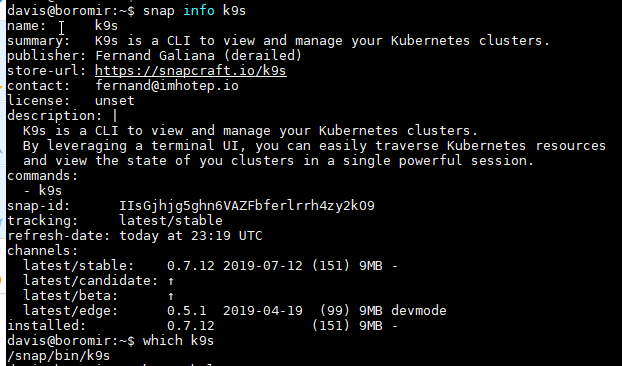 davis@boromir:~$ snap info k9s
name:      k9s
summary:   K9s is a CLI to view and manage your Kubernetes clusters.
publisher: Fernand Galiana (derailed)
store-url: https://snapcraft.io/k9s
contact:   fernand@imhotep.io
license:   unset
description: |
  K9s is a CLI to view and manage your Kubernetes clusters.
  By leveraging a terminal UI, you can easily traverse Kubernetes resources
  and view the state of you clusters in a single powerful session.
commands:
  - k9s
snap-id:      IIsGjhjg5ghn6VAZFbferlrrh4zy2kO9
tracking:     latest/stable
refresh-date: today at 23:19 UTC
channels:
  latest/stable:    0.7.12 2019-07-12 (151) 9MB -
  latest/candidate: ↑
  latest/beta:      ↑
  latest/edge:      0.5.1  2019-04-19  (99) 9MB devmode
installed:          0.7.12            (151) 9MB -
davis@boromir:~$ which k9s
/snap/bin/k9s